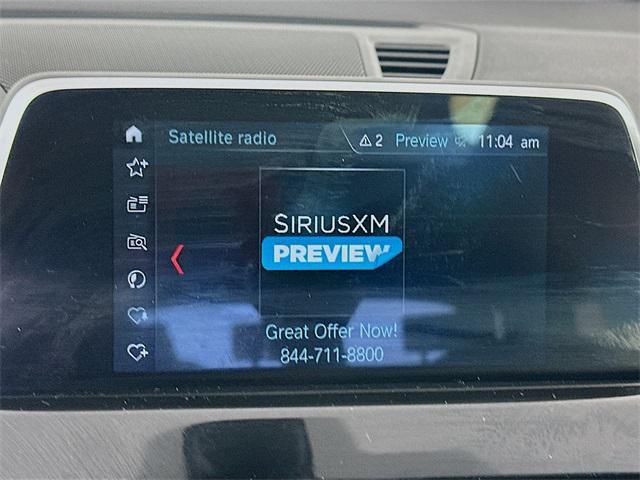 Satellite radio 2 Preview 11:04 am
SIRIUSXM
PREVIEW
Great Offer Now!
844-711-8800